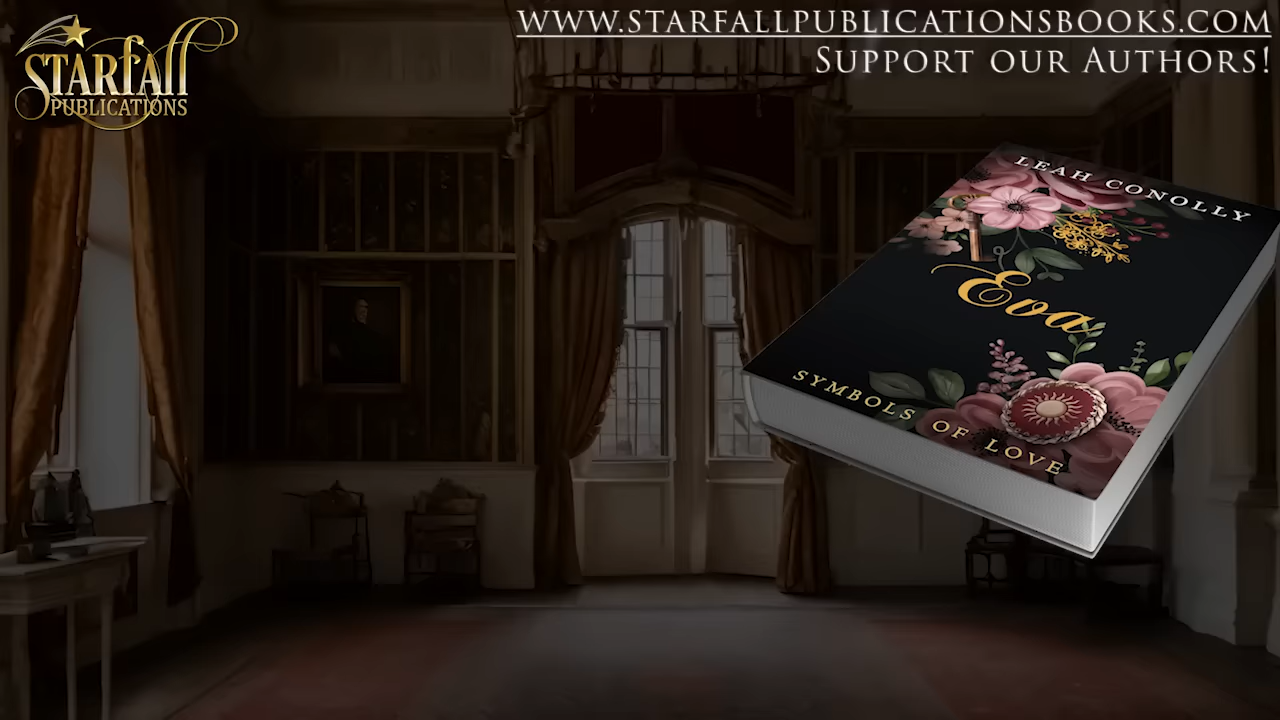 STARfall
PUBLICATIONS
WWW.STARFALLPUBLICATIONSBOOKS.COM
SUPPORT OUR AUTHORS!
LEAH CONOLLY
Eva
SYMBOLS OF LOVE